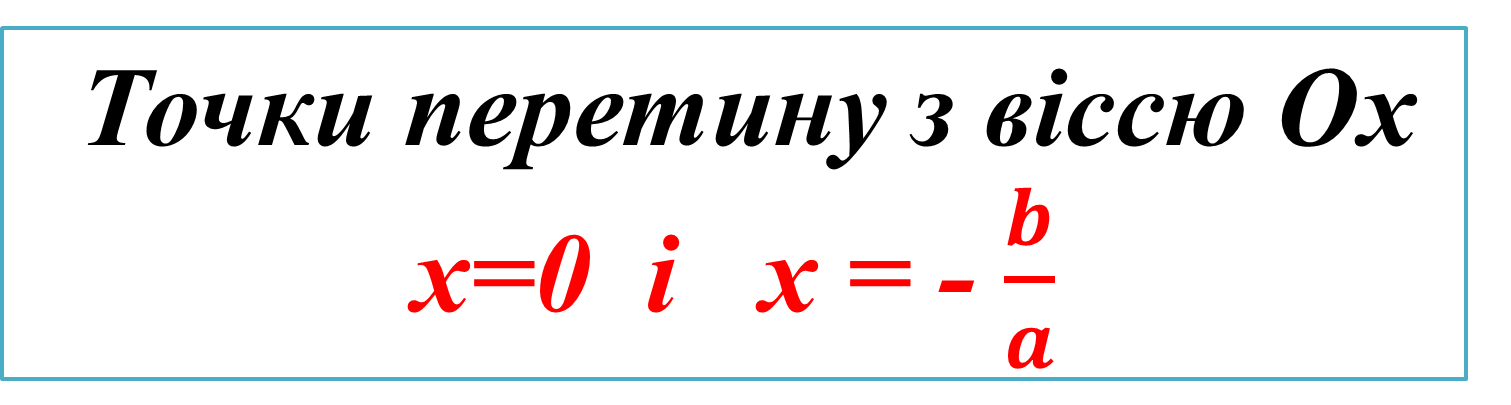 Точки перетину з віссю Ох
x=0 і x = - b/a